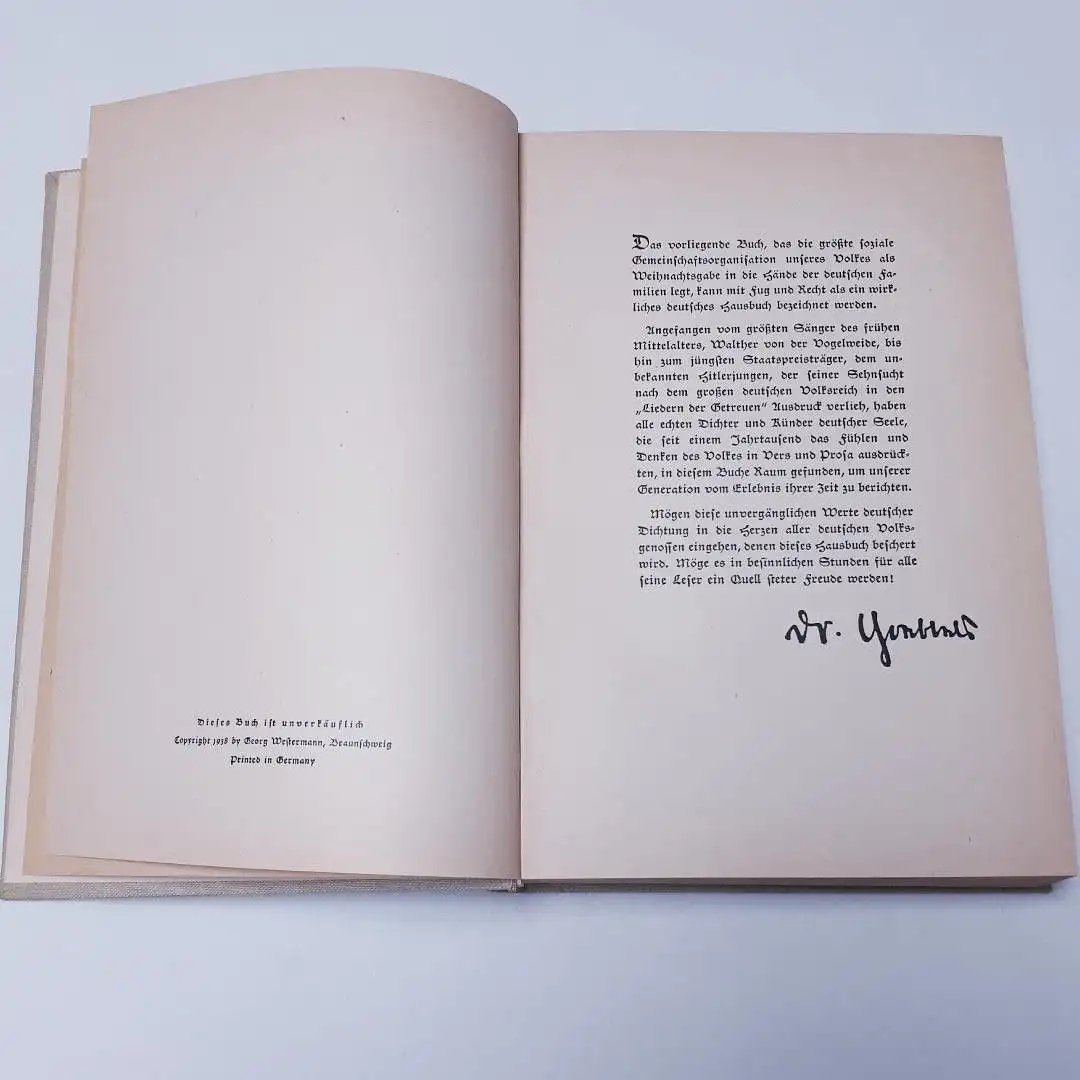 Dieses Buch ist unverkäuflich
Copyright 1938 by Georg Westermann, Braunschweig
Printed in Germany
Das vorliegende Buch, das die größte soziale
Gemeinschaftsorganisation unseres Volkes als
Weihnachtsgabe in die Hände der deutschen Fa-
milien legt, kann mit Fug und Recht als ein wirk-
liches deutsches Hausbuch bezeichnet werden.
Angefangen vom größten Sänger des frühen
Mittelalters, Walther von der Vogelweide, bis
hin zum jüngsten Staatspreisträger, dem un-
bekannten Hitlerjungen, der seiner Sehnsucht
nach dem großen deutschen Volksreich in den
„Liedern der Getreuen“ Ausdruck verlieh, haben
alle echten Dichter und Künder deutscher Seele,
die seit einem Jahrtausend das Fühlen und
Denken des Volkes in Vers und Prosa ausdrück-
ten, in diesem Buche Raum gefunden, um unserer
Generation vom Erlebnis ihrer Zeit zu berichten.
Mögen diese unvergänglichen Werte deutscher
Dichtung in die Herzen aller deutschen Volks-
genossen eingehen, denen dieses Hausbuch beschert
wird. Möge es in besinnlichen Stunden für alle
seine Leser ein Quell steter Freude werden!
Dr. Goebbels